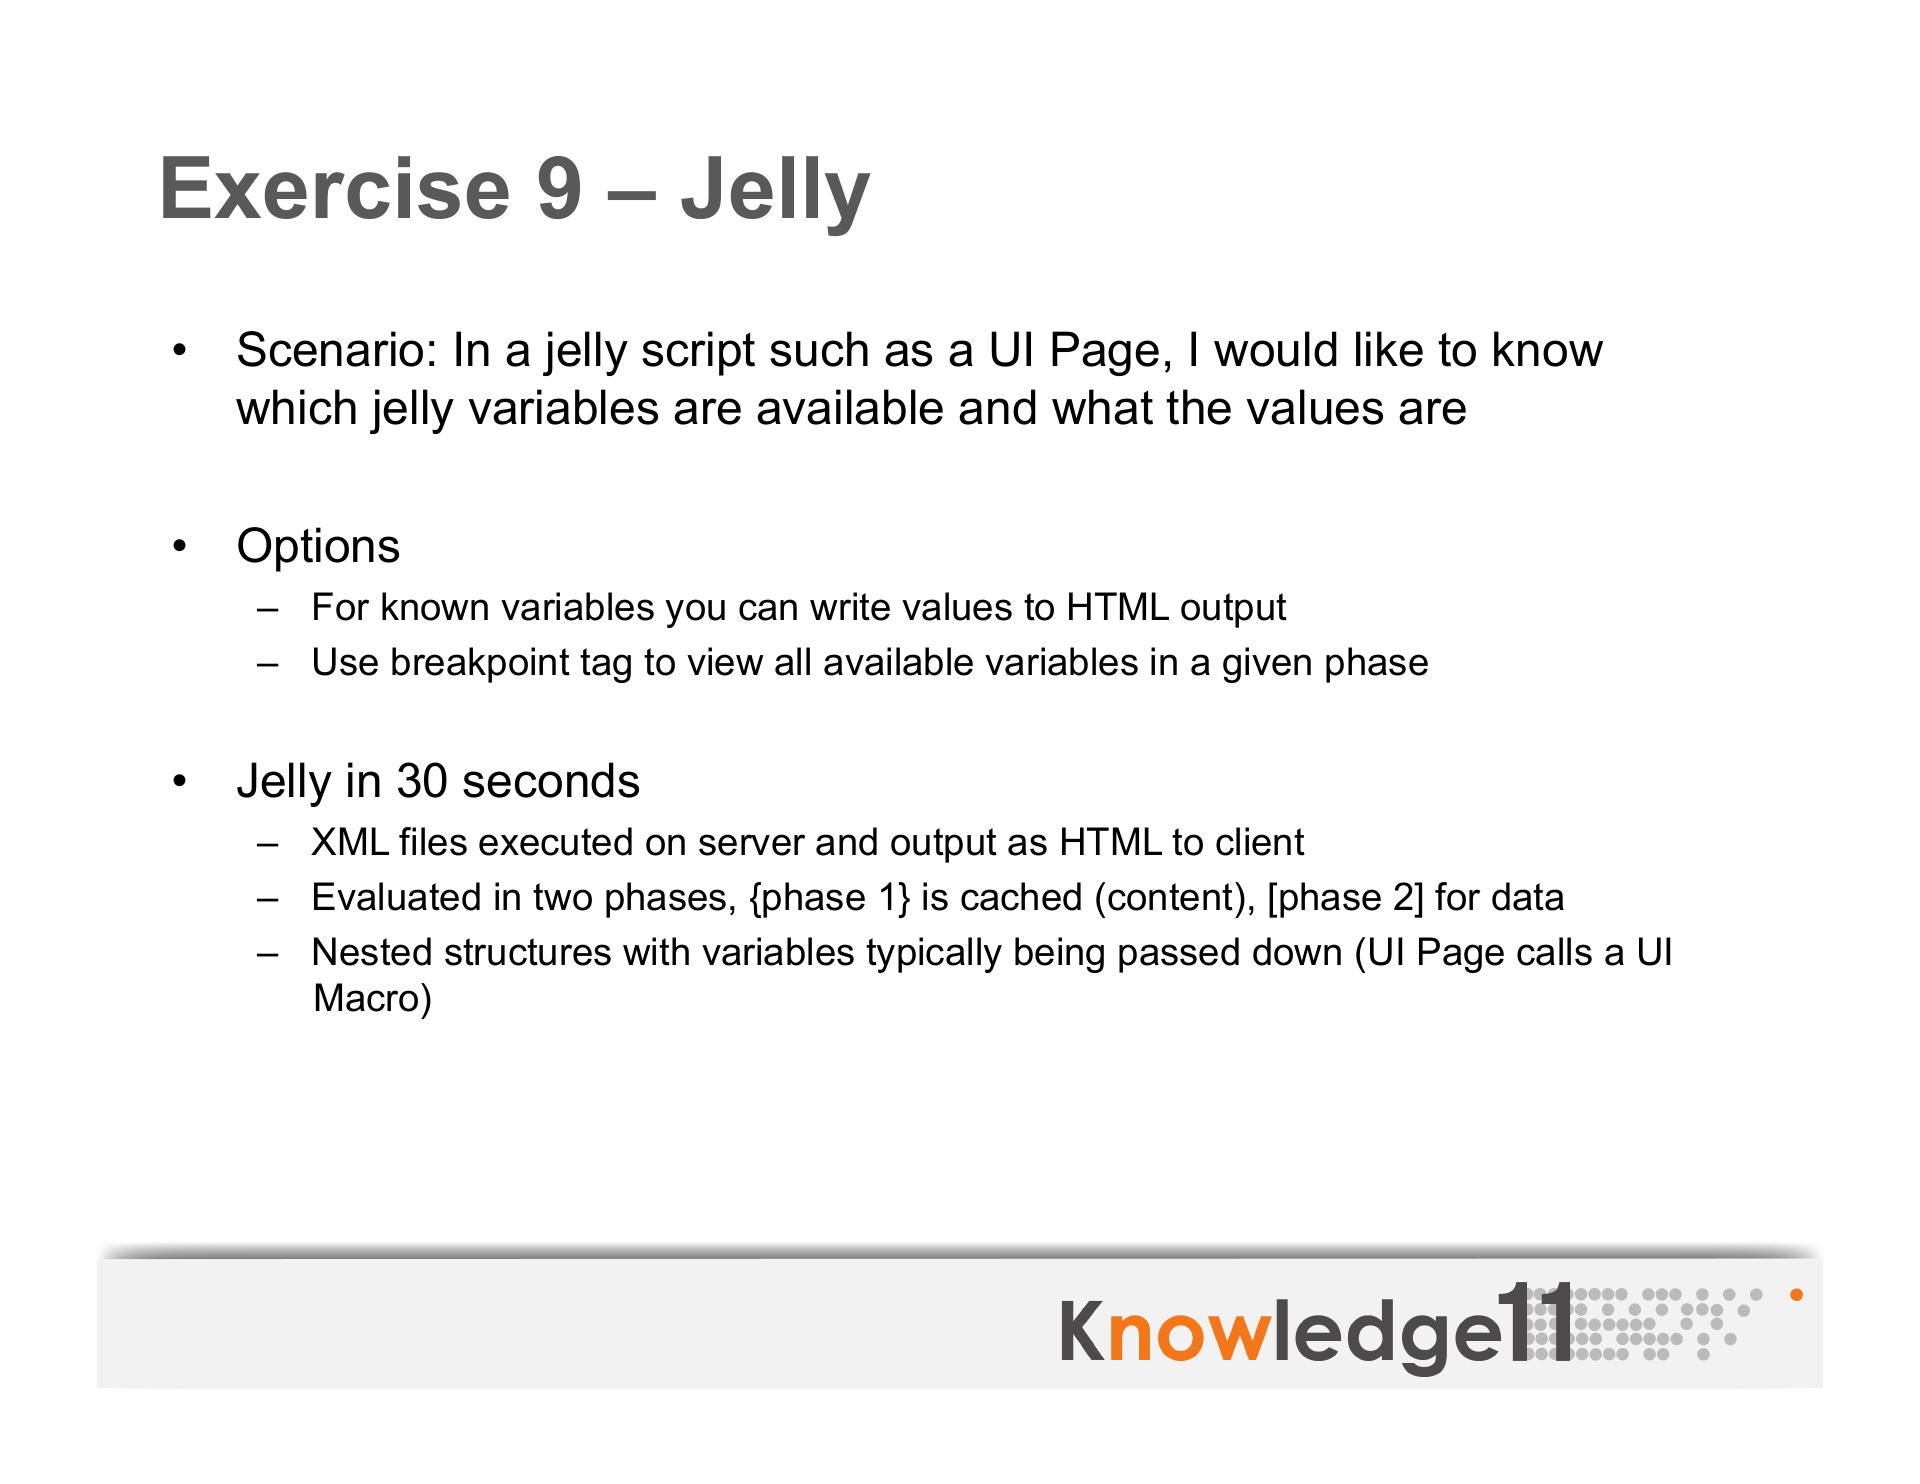 Exercise 9 – Jelly
• Scenario: In a jelly script such as a UI Page, I would like to know
which jelly variables are available and what the values are
• Options
– For known variables you can write values to HTML output
– Use breakpoint tag to view all available variables in a given phase
• Jelly in 30 seconds
– XML files executed on server and output as HTML to client
– Evaluated in two phases, {phase 1} is cached (content), [phase 2] for data
– Nested structures with variables typically being passed down (UI Page calls a UI
Macro)
Knowledge11